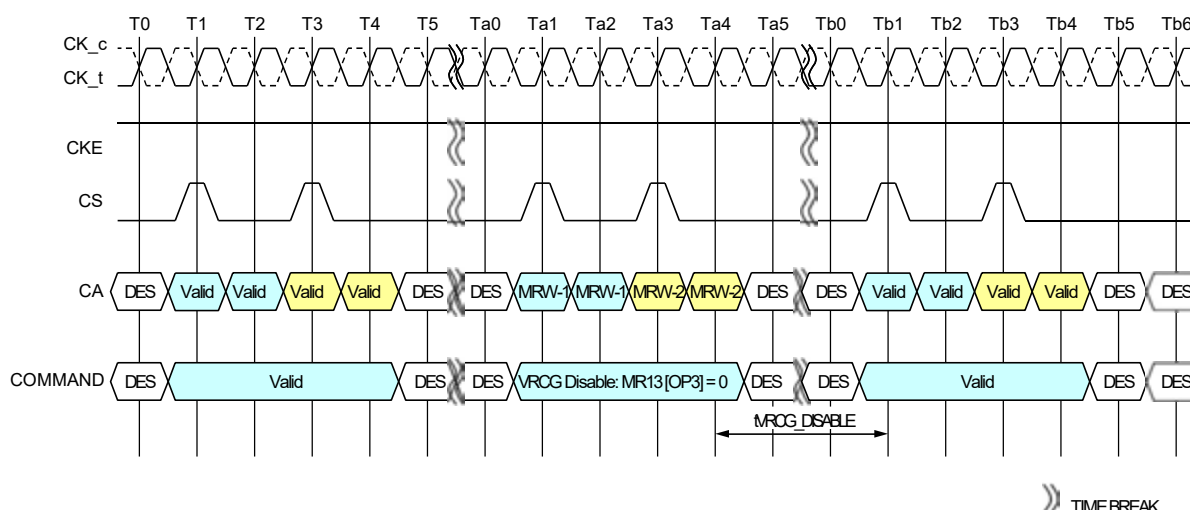 T0 T1 T2 T3 T4 T5 Ta0 Ta1 Ta2 Ta3 Ta4 Ta5 Tb0 Tb1 Tb2 Tb3 Tb4 Tb5 Tb6
CK_c
CK_t
CKE
CS
CA DES Valid Valid Valid Valid DES DES MRW-1 MRW-1 MRW-2 MRW-2 DES DES Valid Valid Valid Valid DES DES
COMMAND DES Valid DES DES VRCG Disable: MR13 [OP3] = 0 DES DES Valid DES DES
tVRCG_DISABLE
TIME BREAK